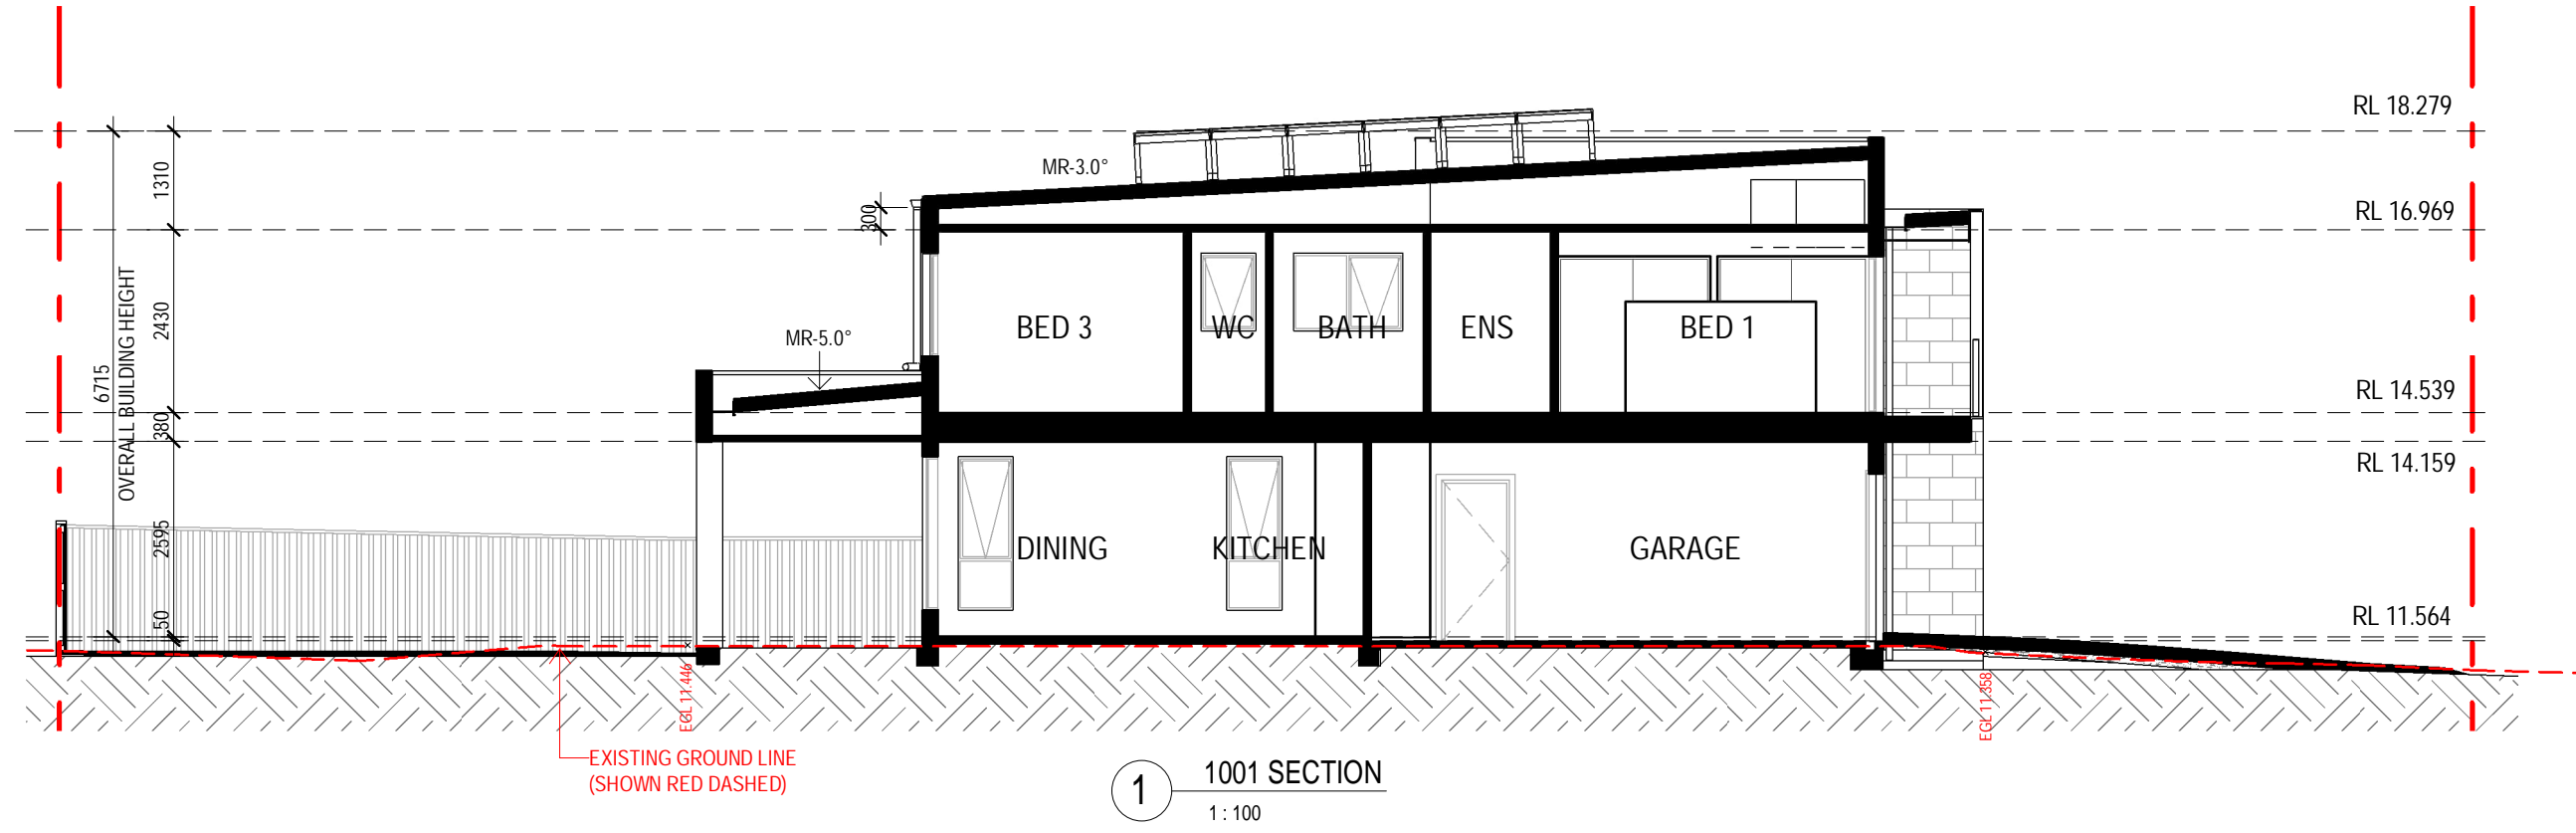 RL 18.279
MR-3.0°
1310
300
RL 16.969
6715
OVERALL BUILDING HEIGHT
2430
BED 3
WC
BATH
ENS
BED 1
MR-5.0°
RL 14.539
380
RL 14.159
2595
DINING
KITCHEN
GARAGE
50
RL 11.564
EGL 11.446
EGL 11.358
EXISTING GROUND LINE
(SHOWN RED DASHED)
1
1001 SECTION
1 : 100